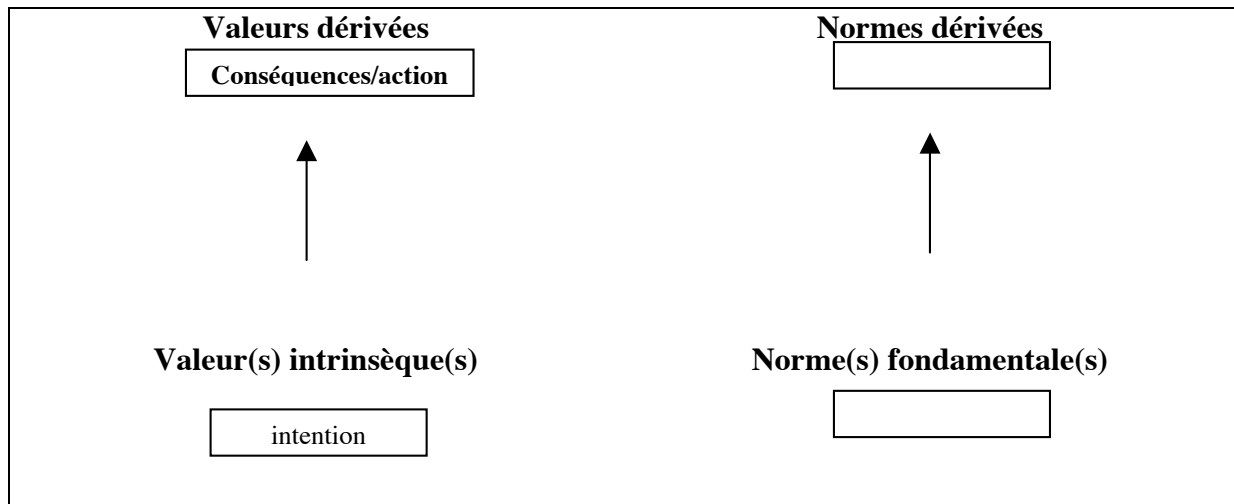 Valeurs dérivées
Conséquences/action
Normes dérivées
Valeur(s) intrinsèque(s)
intention
Norme(s) fondamentale(s)